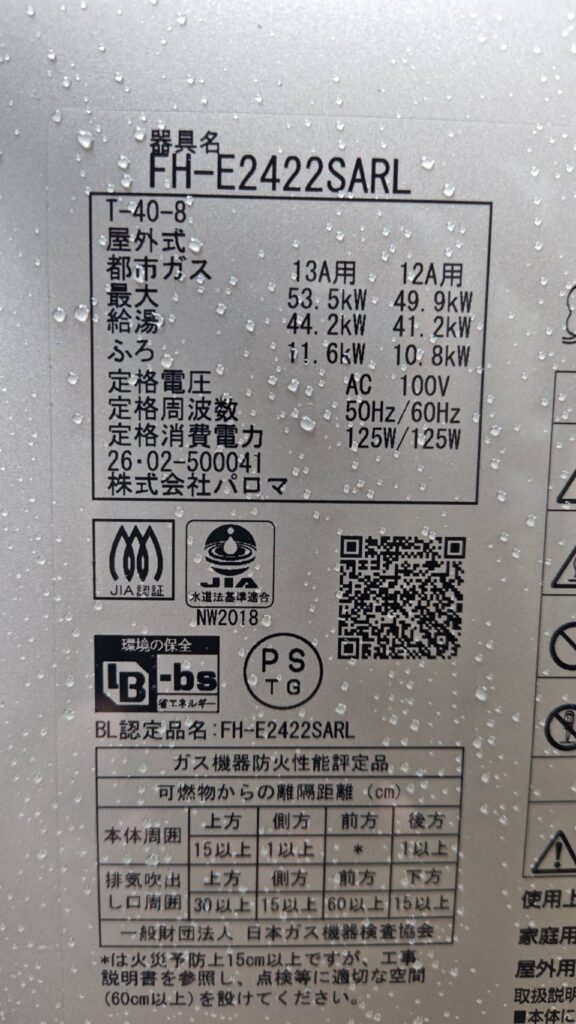 器具名
FH-E2422SARL
T-40-8
屋外式
都市ガス 13A用 12A用
最大 53.5kW 49.9kW
給湯 44.2kW 41.2kW
ふろ 11.6kW 10.8kW
定格電圧 AC 100V
定格周波数 50Hz/60Hz
定格消費電力 125W/125W
26・02-500041
株式会社パロマ
JIA認証
JIA
水道法基準適合
NW2018
環境の保全
BL-bs
省エネルギー
PS
TG
BL認定品名:FH-E2422SARL
ガス機器防火性能評定品
可燃物からの離隔距離(cm)
本体周囲 上方 側方 前方 後方
15以上 1以上 * 1以上
排気吹出し口周囲 上方 側方 前方 下方
30以上 15以上 60以上 15以上
一般財団法人 日本ガス機器検査協会
*は火災予防上15cm以上ですが、工事
説明書を参照し、点検等に適切な空間
(60cm以上)を設けてください。
使用上
家庭用
屋外用
取扱説明
■本体に